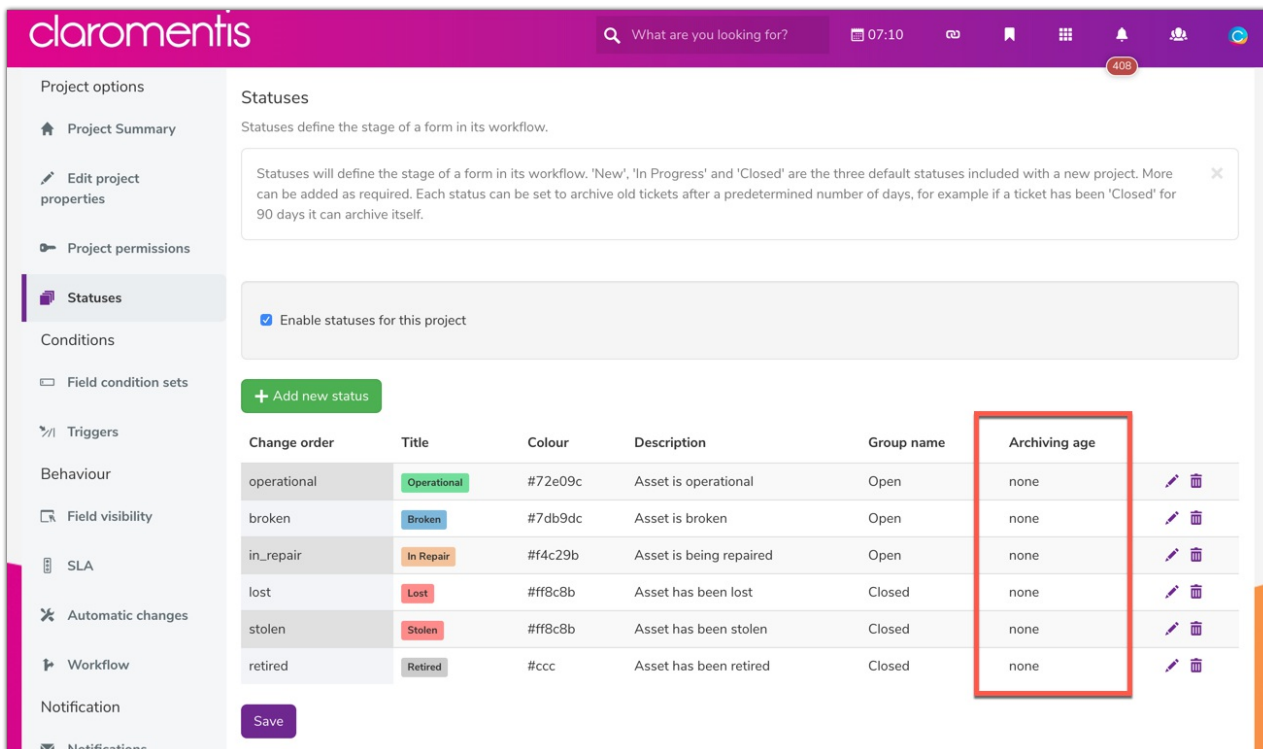 claromentis
What are you looking for?
07:10
408
Project options
Project Summary
Edit project
properties
Project permissions
Statuses
Conditions
Field condition sets
Triggers
Behaviour
Field visibility
SLA
Automatic changes
Workflow
Notification
Notifications
Statuses
Statuses define the stage of a form in its workflow.
Statuses will define the stage of a form in its workflow. 'New', 'In Progress' and 'Closed' are the three default statuses included with a new project. More
can be added as required. Each status can be set to archive old tickets after a predetermined number of days, for example if a ticket has been 'Closed' for
90 days it can archive itself.
Enable statuses for this project
+ Add new status
Change order Title Colour Description Group name Archiving age
operational Operational #72e09c Asset is operational Open none
broken Broken #7db9dc Asset is broken Open none
in_repair In Repair #f4c29b Asset is being repaired Open none
lost Lost #ff8c8b Asset has been lost Closed none
stolen Stolen #ff8c8b Asset has been stolen Closed none
retired Retired #ccc Asset has been retired Closed none
Save